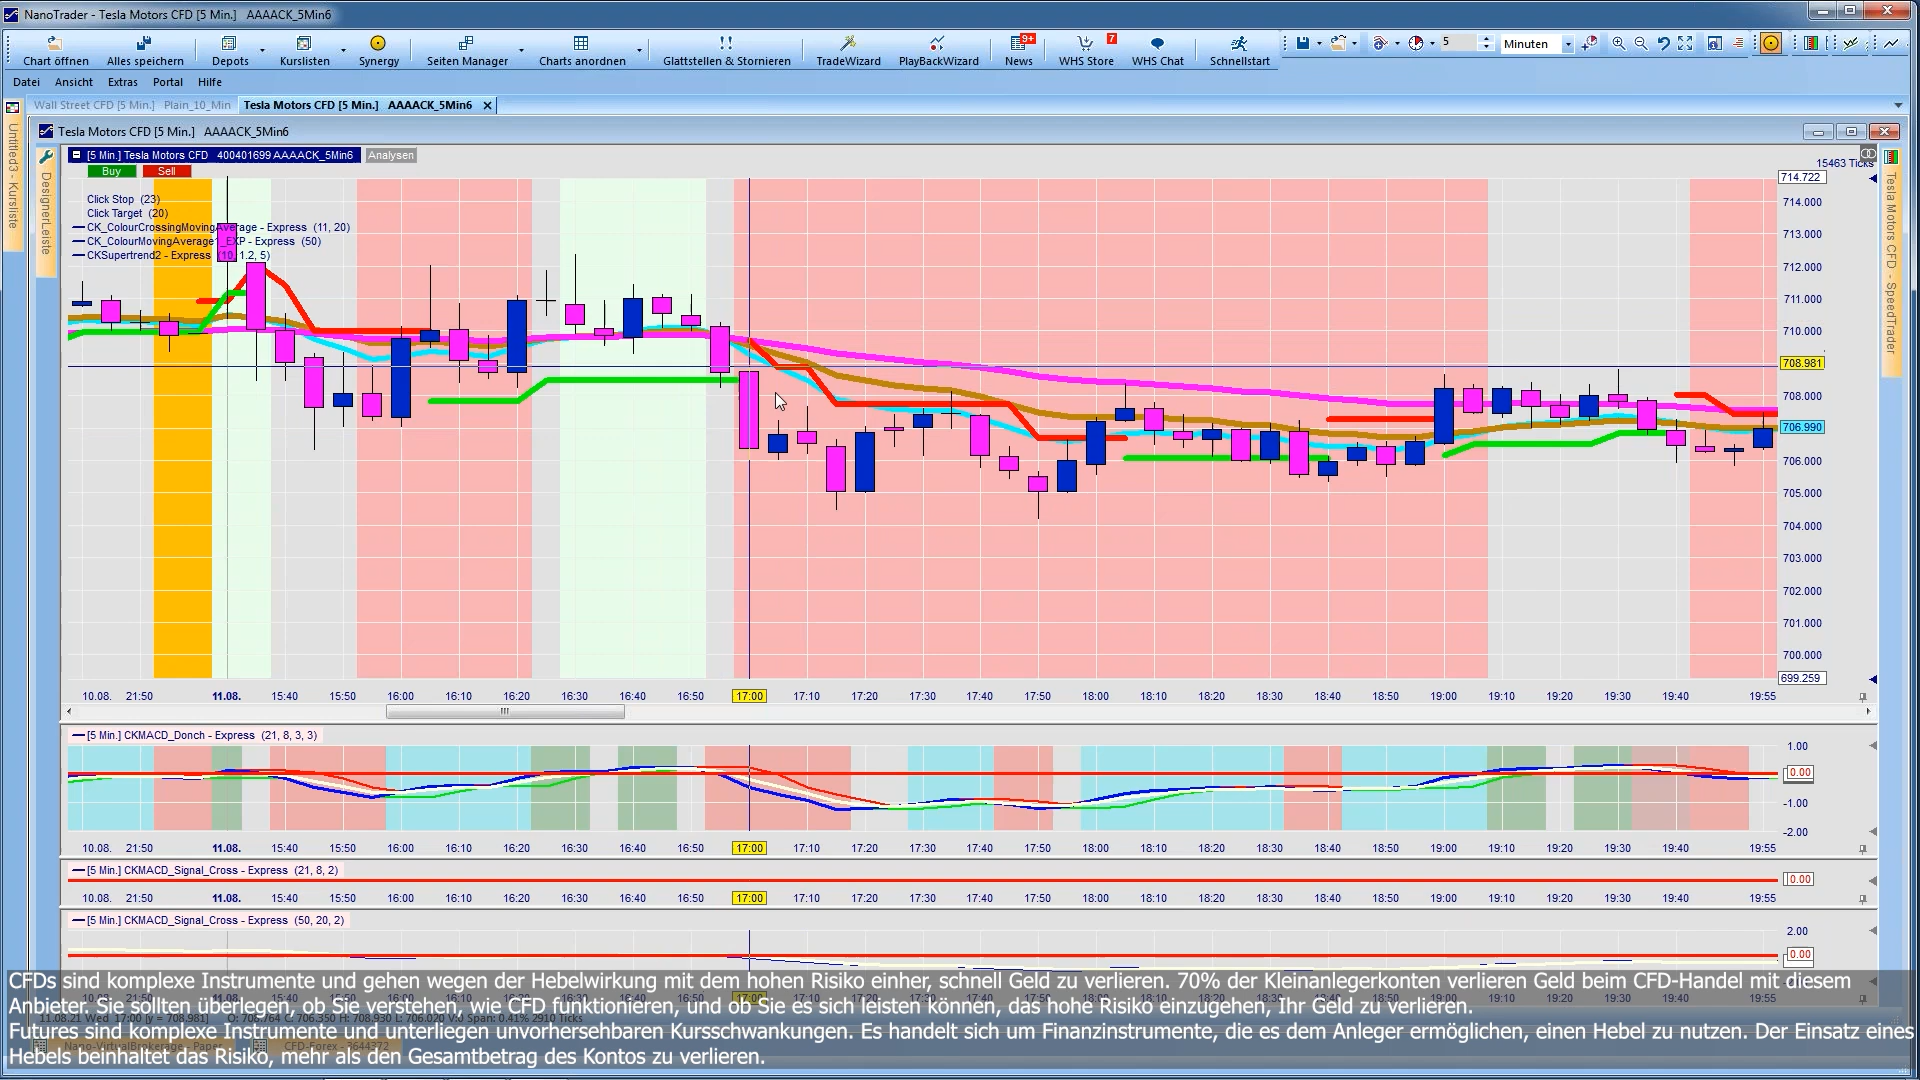 NanoTrader - Tesla Motors CFD [5 Min.] AAAACK_5Min6
Chart öffnen Alles speichern Depots Kurslisten Synergy Seiten Manager Charts anordnen Glattstellen & Stornieren TradeWizard PlayBackWizard 9+ News 7 WHS Store WHS Chat Schnellstart 5 Minuten
Datei Ansicht Extras Portal Hilfe
Wall Street CFD [5 Min.] Plain_10_Min Tesla Motors CFD [5 Min.] AAAACK_5Min6
Untitled3 - Kursliste
Tesla Motors CFD [5 Min.] AAAACK_5Min6
DesignerLeiste
Tesla Motors CFD - SpeedTrader
[5 Min.] Tesla Motors CFD 400401699 AAAACK_5Min6 Analysen
15463 Ticks
Buy Sell
Click Stop (23)
Click Target (20)
CK_ColourCrossingMovingAverage - Express (11, 20)
CK_ColourMovingAverage1_EXP - Express (50)
CKSupertrend2 - Express (10, 1.2, 5)
714.722
714.000
713.000
712.000
711.000
710.000
708.981
708.000
706.990
706.000
705.000
704.000
703.000
702.000
701.000
700.000
699.259
10.08. 21:50 11.08. 15:40 15:50 16:00 16:10 16:20 16:30 16:40 16:50 17:00 17:10 17:20 17:30 17:40 17:50 18:00 18:10 18:20 18:30 18:40 18:50 19:00 19:10 19:20 19:30 19:40 19:55
[5 Min.] CKMACD_Donch - Express (21, 8, 3, 3)
1.00
0.00
-1.00
-2.00
10.08. 21:50 11.08. 15:40 15:50 16:00 16:10 16:20 16:30 16:40 16:50 17:00 17:10 17:20 17:30 17:40 17:50 18:00 18:10 18:20 18:30 18:40 18:50 19:00 19:10 19:20 19:30 19:40 19:55
[5 Min.] CKMACD_Signal_Cross - Express (21, 8, 2)
0.00
10.08. 21:50 11.08. 15:40 15:50 16:00 16:10 16:20 16:30 16:40 16:50 17:00 17:10 17:20 17:30 17:40 17:50 18:00 18:10 18:20 18:30 18:40 18:50 19:00 19:10 19:20 19:30 19:40 19:55
[5 Min.] CKMACD_Signal_Cross - Express (50, 20, 2)
2.00
0.00
CFDs sind komplexe Instrumente und gehen wegen der Hebelwirkung mit dem hohen Risiko einher, schnell Geld zu verlieren. 70% der Kleinanlegerkonten verlieren Geld beim CFD-Handel mit diesem
Anbieter. Sie sollten überlegen, ob Sie verstehen, wie CFD funktionieren, und ob Sie es sich leisten können, das hohe Risiko einzugehen, Ihr Geld zu verlieren.
Futures sind komplexe Instrumente und unterliegen unvorhersehbaren Kursschwankungen. Es handelt sich um Finanzinstrumente, die es dem Anleger ermöglichen, einen Hebel zu nutzen. Der Einsatz eines
Hebels beinhaltet das Risiko, mehr als den Gesamtbetrag des Kontos zu verlieren.